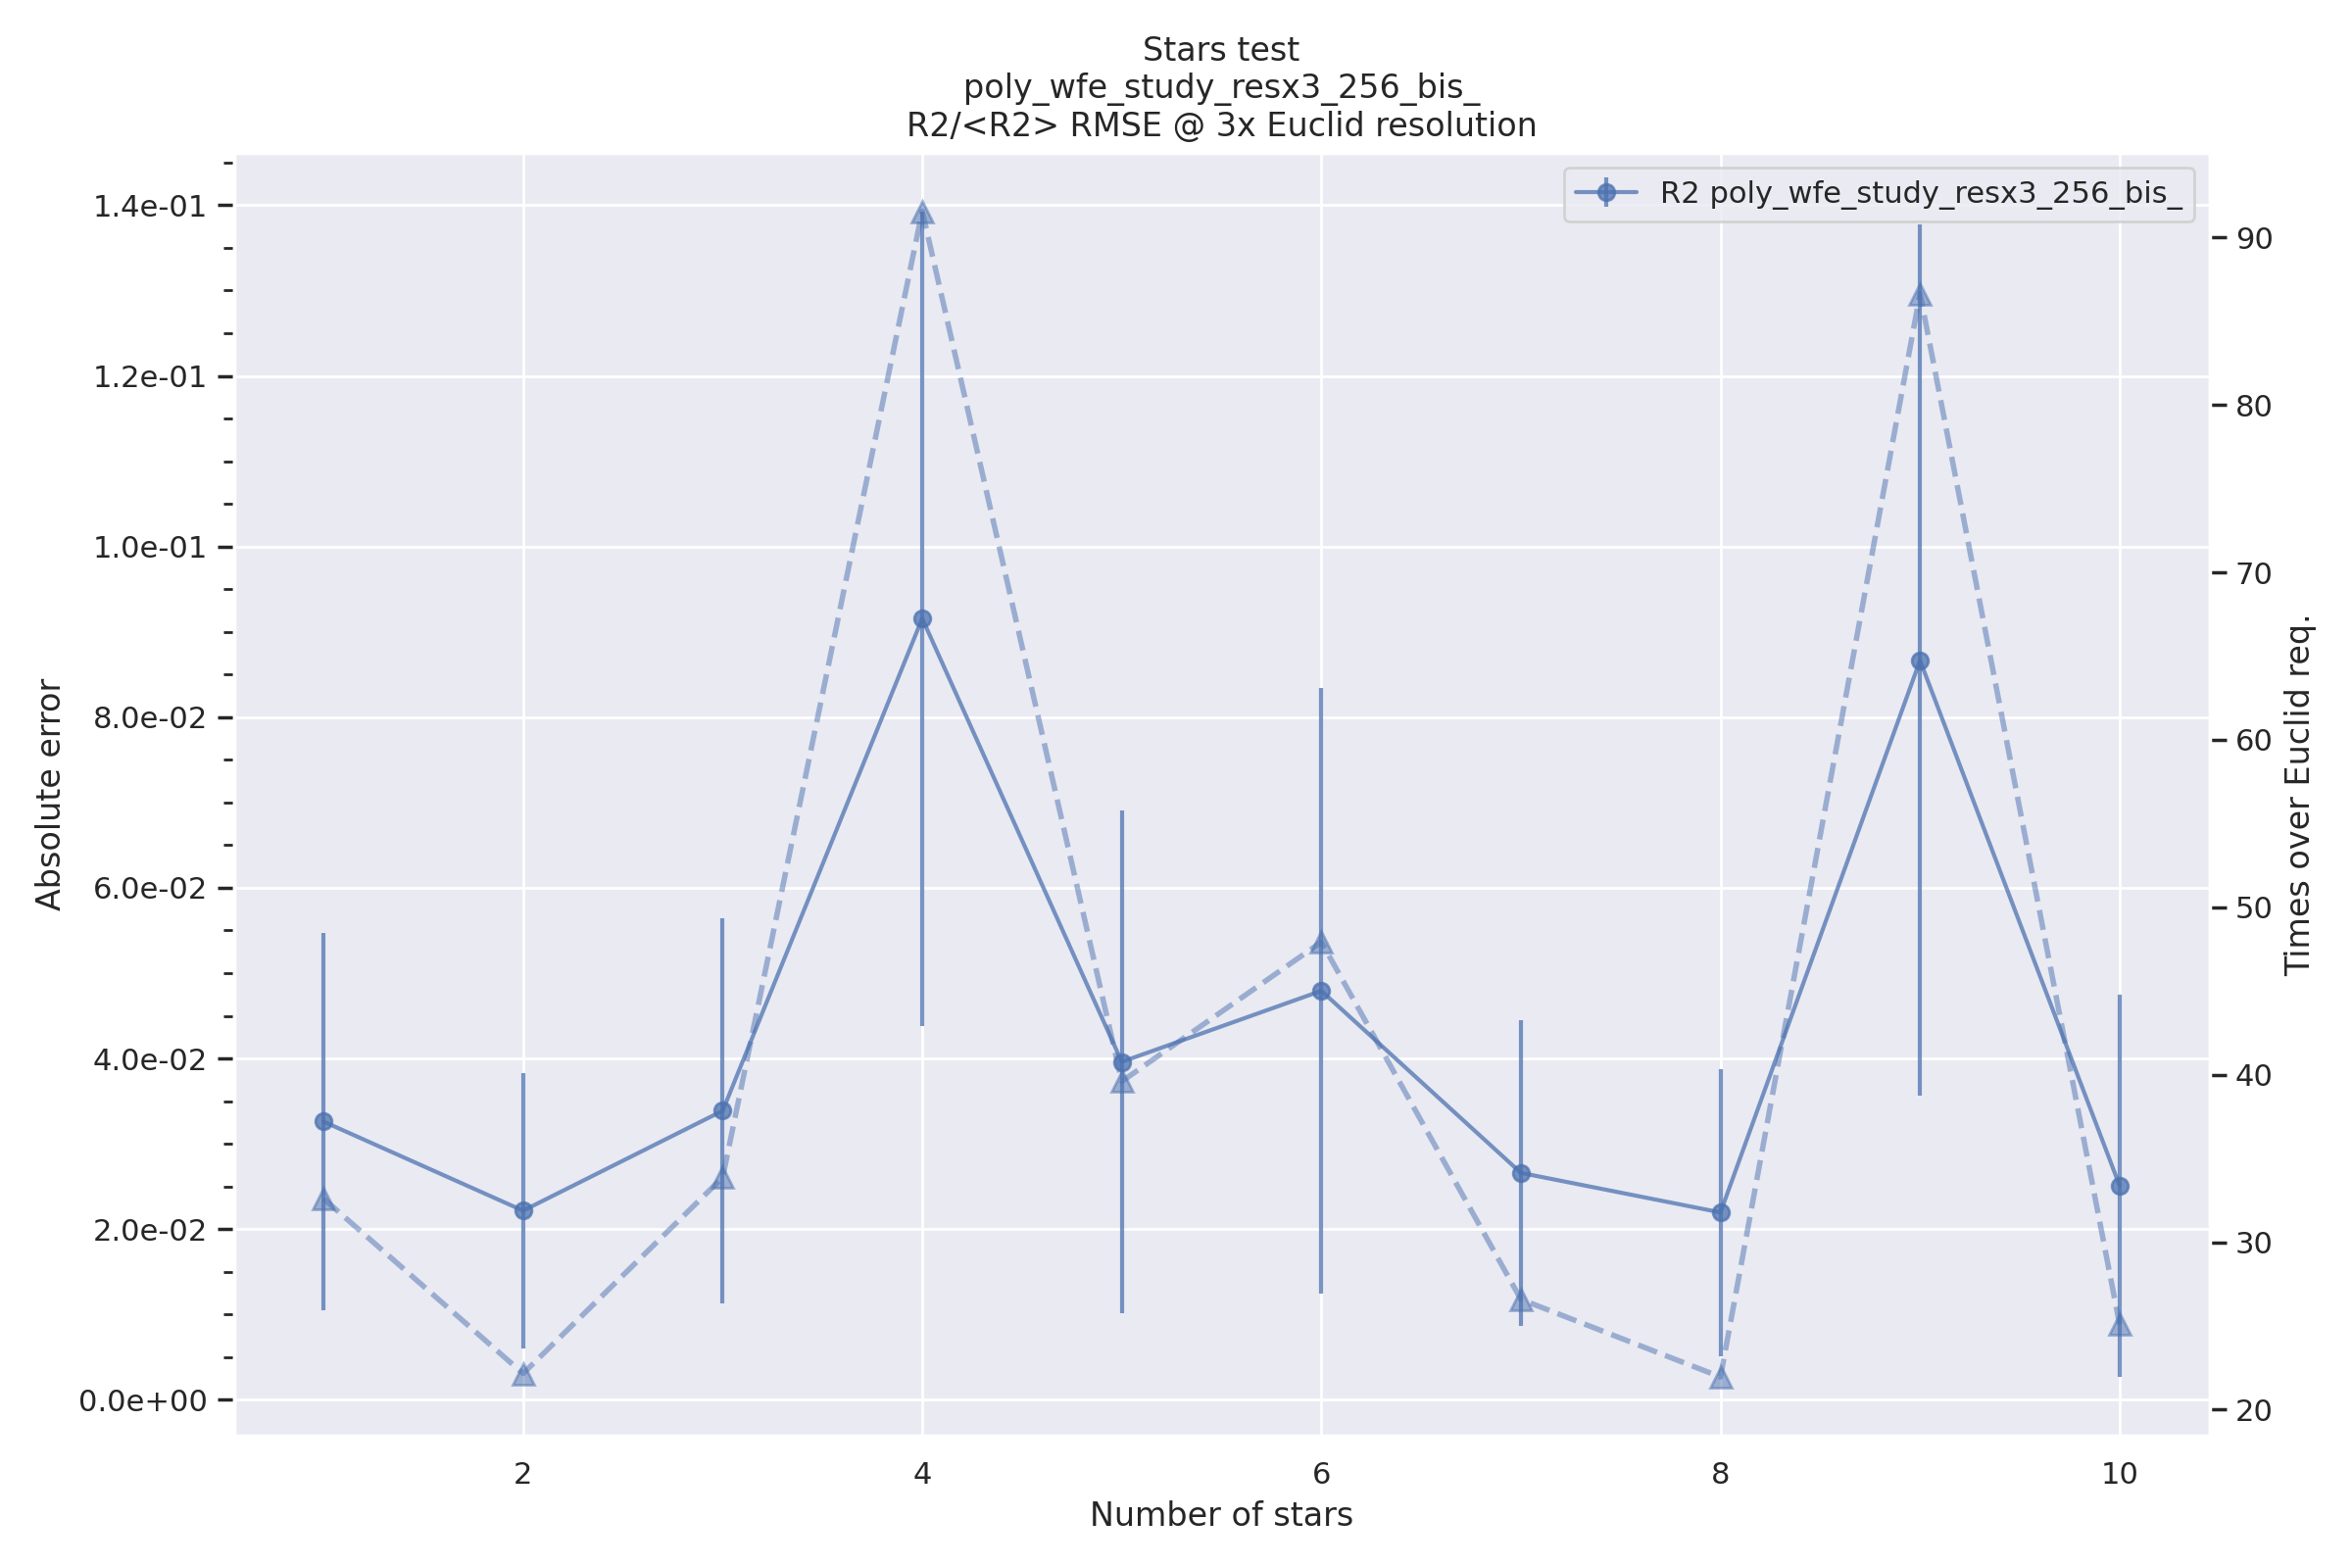 Stars test
poly_wfe_study_resx3_256_bis_
R2/<R2> RMSE @ 3x Euclid resolution
R2 poly_wfe_study_resx3_256_bis_
1.4e-01
1.2e-01
1.0e-01
8.0e-02
6.0e-02
4.0e-02
2.0e-02
0.0e+00
Absolute error
90
80
70
60
50
40
30
20
Times over Euclid req.
2 4 6 8 10
Number of stars